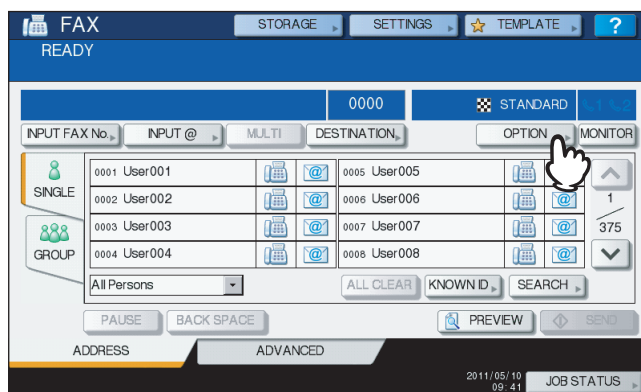 FAX STORAGE SETTINGS TEMPLATE ?
READY
0000 STANDARD 1 2
INPUT FAX No. INPUT @ MULTI DESTINATION OPTION MONITOR
SINGLE
GROUP
0001 User001 @ 0005 User005
0002 User002 @ 0006 User006 @
0003 User003 @ 0007 User007 @
0004 User004 @ 0008 User008 @
1
375
All Persons ALL CLEAR KNOWN ID SEARCH
PAUSE BACK SPACE PREVIEW SEND
ADDRESS ADVANCED
2011/05/10
09:41 JOB STATUS